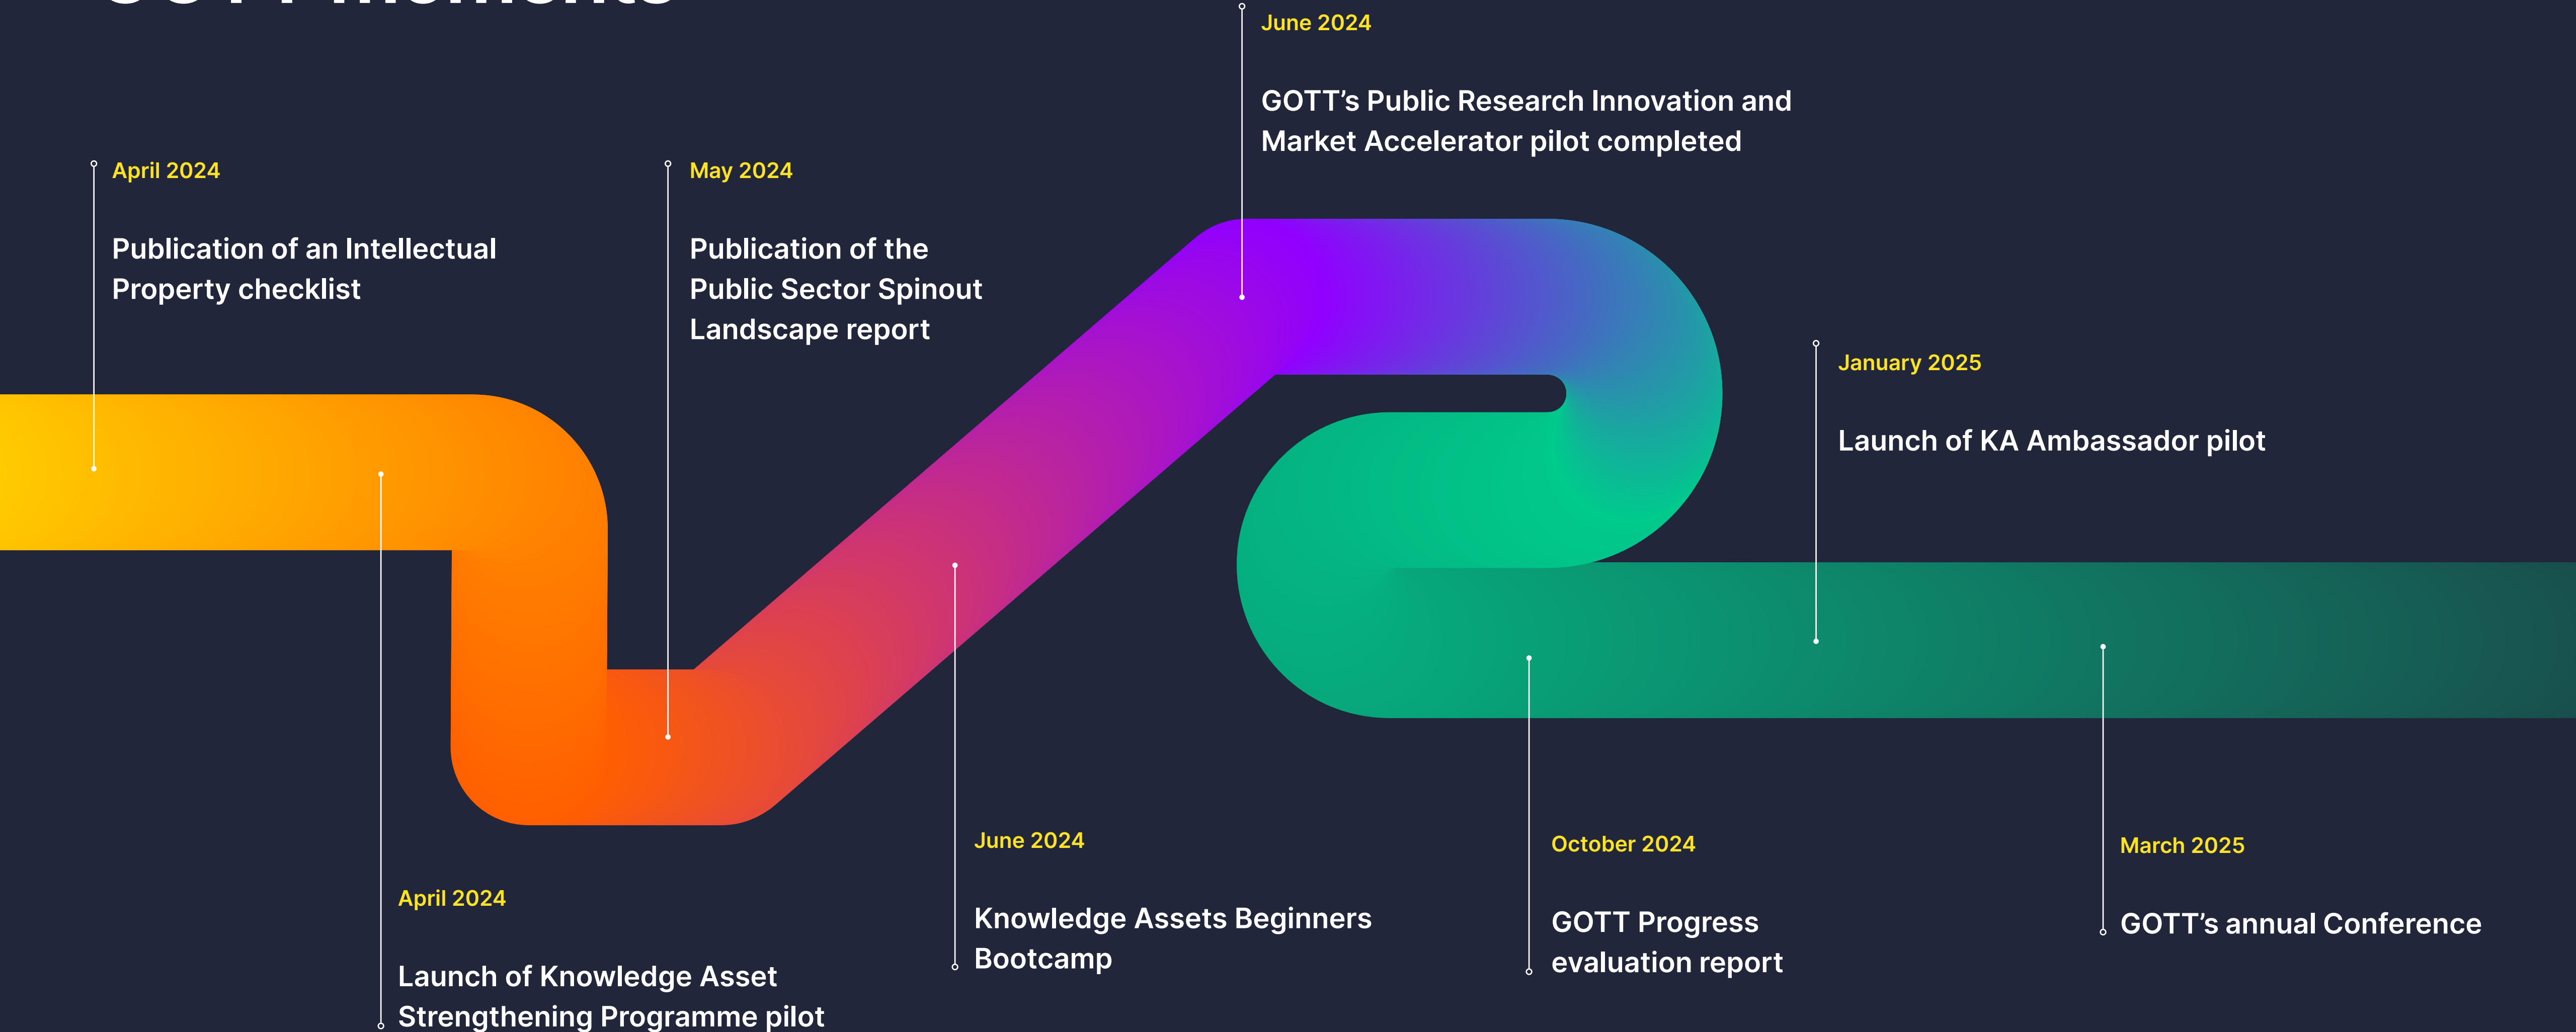 GOTT moments
April 2024
Publication of an Intellectual
Property checklist
April 2024
Launch of Knowledge Asset
Strengthening Programme pilot
May 2024
Publication of the
Public Sector Spinout
Landscape report
June 2024
Knowledge Assets Beginners
Bootcamp
June 2024
GOTT’s Public Research Innovation and
Market Accelerator pilot completed
October 2024
GOTT Progress
evaluation report
January 2025
Launch of KA Ambassador pilot
March 2025
GOTT’s annual Conference